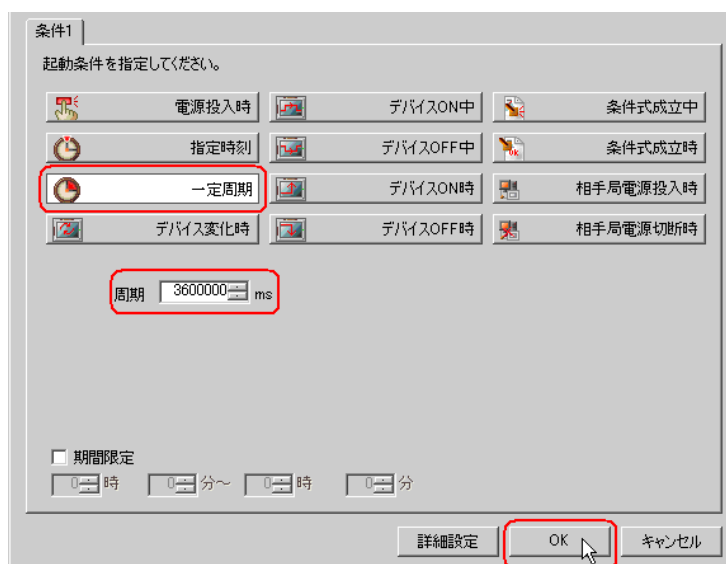 条件1
起動条件を指定してください。
電源投入時 デバイスON中 条件式成立中
指定時刻 デバイスOFF中 条件式成立時
一定周期 デバイスON時 相手局電源投入時
デバイス変化時 デバイスOFF時 相手局電源切断時
周期 3600000 ms
期間限定
0 時 0 分～ 0 時 0 分
詳細設定 OK キャンセル